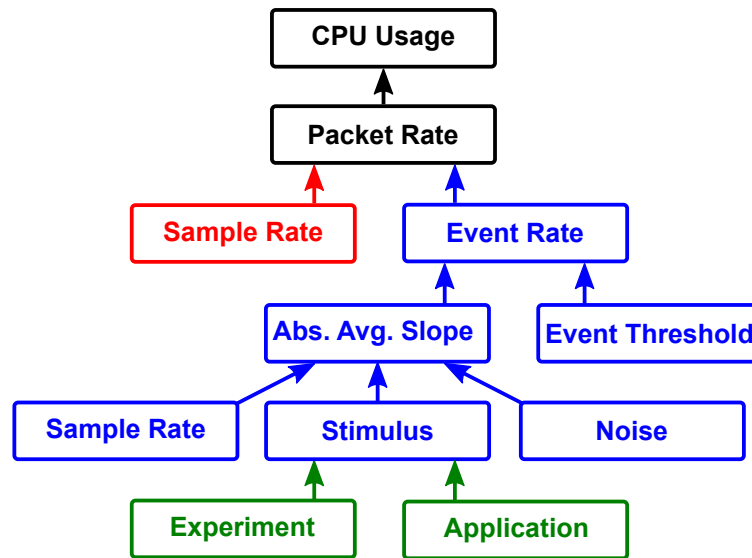 CPU Usage
Packet Rate
Sample Rate
Event Rate
Abs. Avg. Slope
Event Threshold
Sample Rate
Stimulus
Noise
Experiment
Application